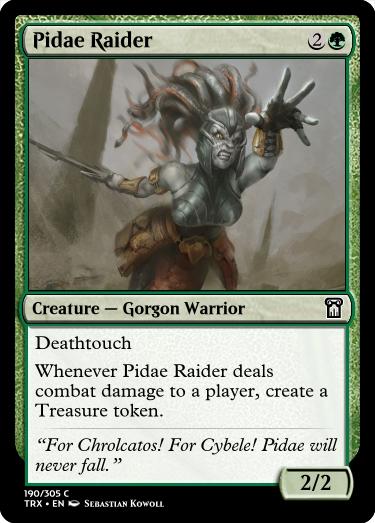 Pidae Raider 2
Creature — Gorgon Warrior
Deathtouch
Whenever Pidae Raider deals
combat damage to a player, create a
Treasure token.
“For Chrolcatos! For Cybele! Pidae will
never fall.”
2/2
190/305 C
TRX • EN Sebastian Kowoll